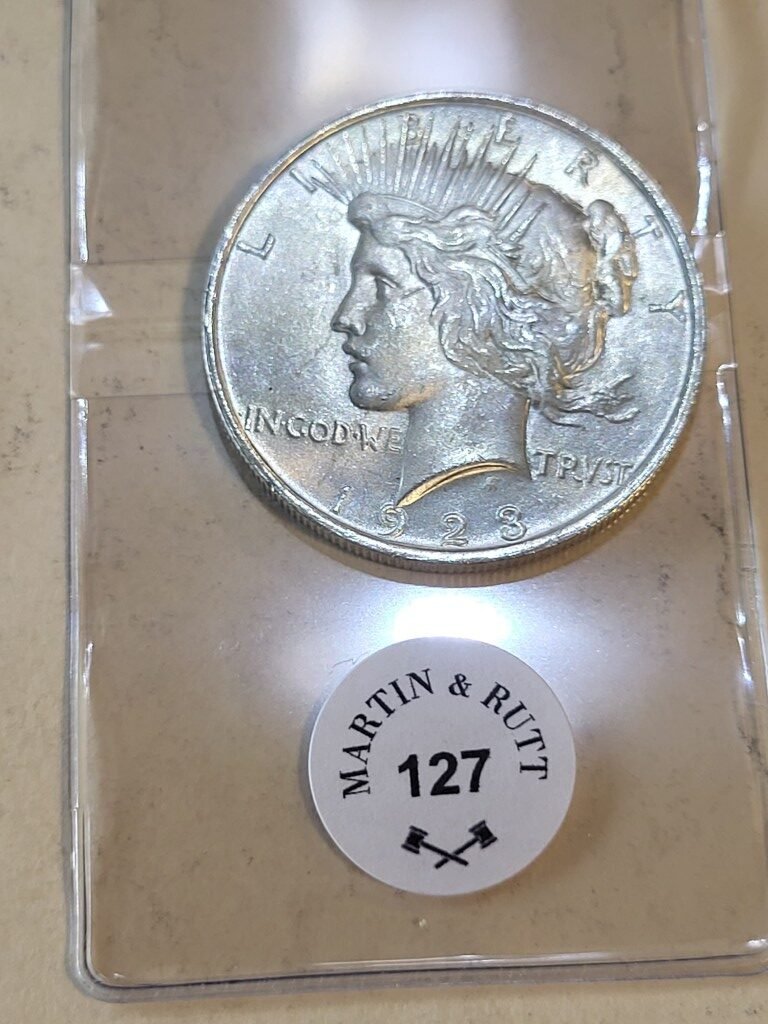 LIBERTY
IN GOD·WE
TRVST
1923
MARTIN & RUTT
127